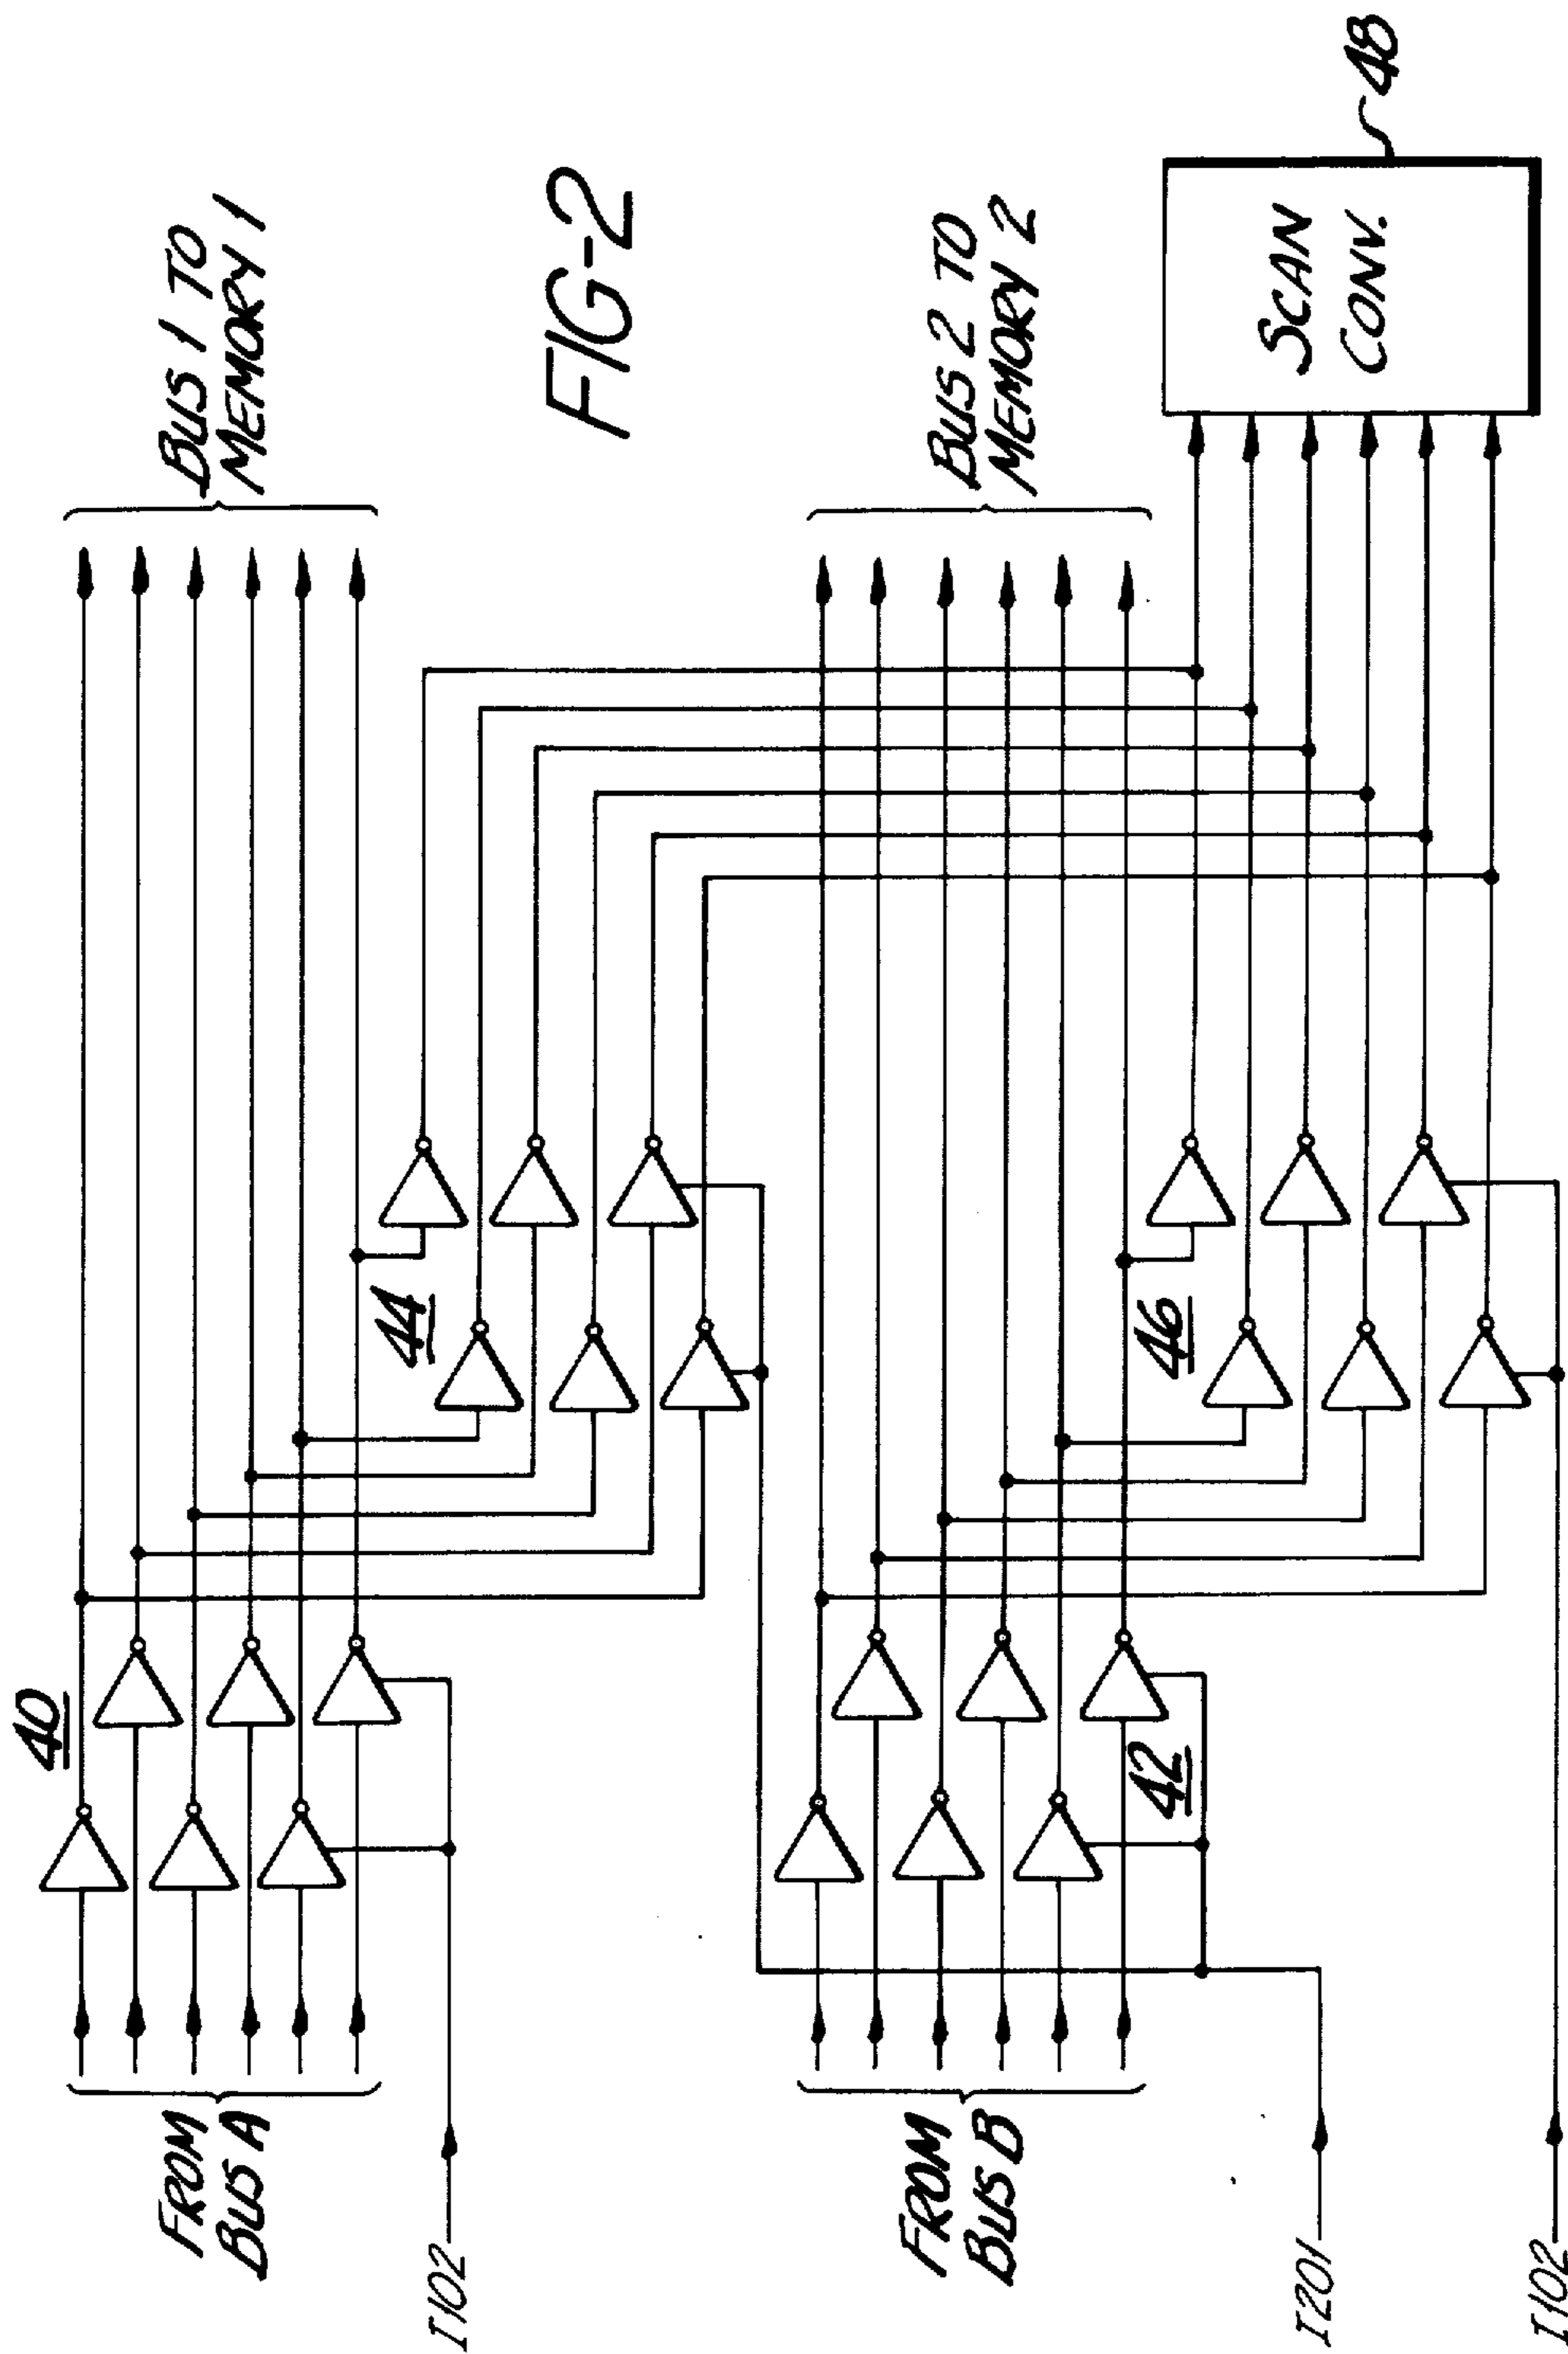 40
FROM
BUS A
I102
BUS 1 TO
MEMORY 1
44
FIG-2
FROM
BUS B
42
I201
BUS 2 TO
MEMORY 2
46
SCAN
CONV.
48
I102